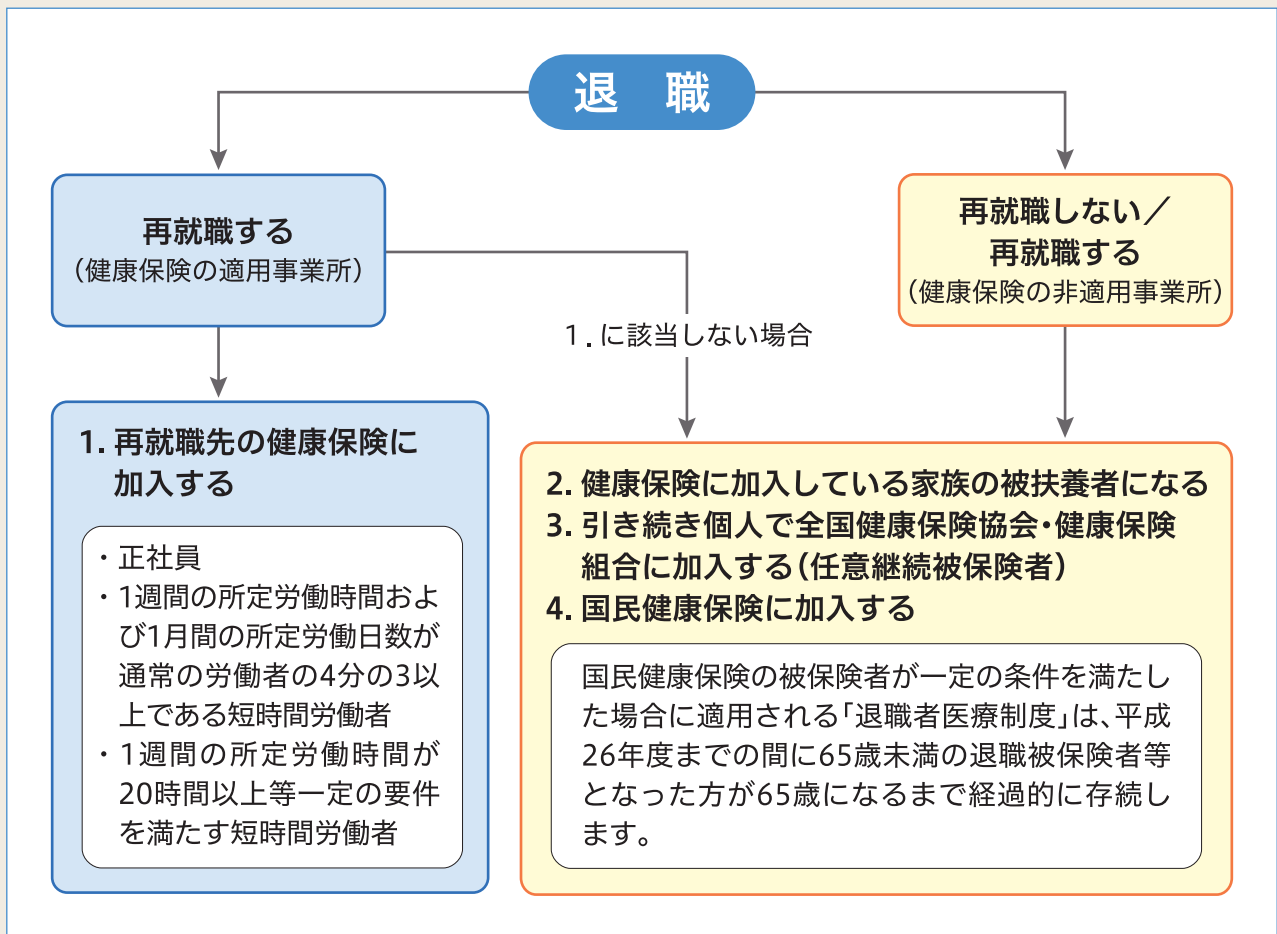 退　職
再就職する
（健康保険の適用事業所）
再就職しない／
再就職する
（健康保険の非適用事業所）
1．に該当しない場合
1. 再就職先の健康保険に
加入する
・正社員
・1週間の所定労働時間およ
び1月間の所定労働日数が
通常の労働者の4分の3以
上である短時間労働者
・1週間の所定労働時間が
20時間以上等一定の要件
を満たす短時間労働者
2. 健康保険に加入している家族の被扶養者になる
3. 引き続き個人で全国健康保険協会・健康保険
組合に加入する（任意継続被保険者）
4. 国民健康保険に加入する
国民健康保険の被保険者が一定の条件を満たし
た場合に適用される「退職者医療制度」は、平成
26年度までの間に65歳未満の退職被保険者等
となった方が65歳になるまで経過的に存続し
ます。